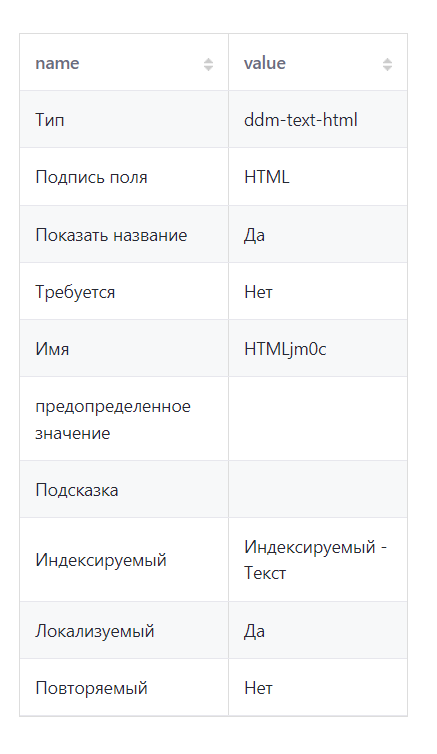 name value
Тип ddm-text-html
Подпись поля HTML
Показать название Да
Требуется Нет
Имя HTMLjm0c
предопределенное
значение
Подсказка
Индексируемый Индексируемый -
Текст
Локализуемый Да
Повторяемый Нет